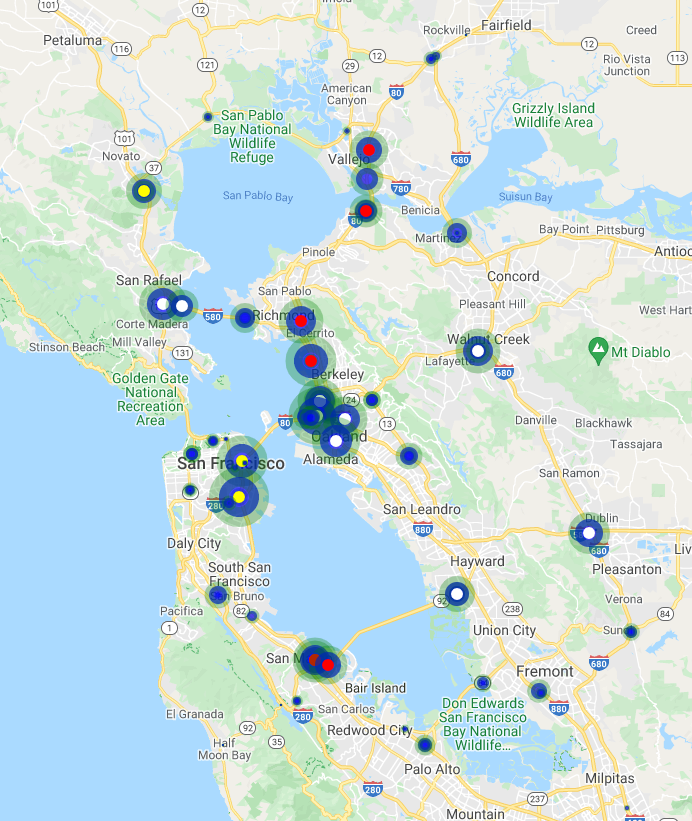 101
12
Petaluma
116
Rockville
Fairfield
Creed
12
12
Rio Vista
Junction
113
121
29
American
Canyon
80
San Pablo
Bay National
Wildlife
Refuge
Grizzly Island
Wildlife Area
101
Novato
37
Vallejo
680
780
San Pablo Bay
Suisun Bay
Benicia
80
Martinez
Bay Point
Pittsburg
Pinole
Antioc
San Rafael
San Pablo
Concord
Pleasant Hill
West Hart
580
Richmond
Corte Madera
El Cerrito
Mill Valley
Stinson Beach
131
Walnut Creek
Lafayette
Mt Diablo
680
Golden Gate
National
Recreation
Area
Berkeley
24
Danville
Blackhawk
80
13
Oakland
Tassajara
Alameda
San Francisco
San Ramon
280
San Leandro
Dublin
880
680
Daly City
Liv
Hayward
Pleasanton
South San
Francisco
San Bruno
Verona
92
Pacifica
82
238
84
1
Union City
Sunol
680
San M
Fremont
Bair Island
Don Edwards
San Francisco
Bay National
Wildlife...
880
El Granada
280
San Carlos
92
Redwood City
Half
Moon Bay
35
Palo Alto
Milpitas
280
237
Mountain